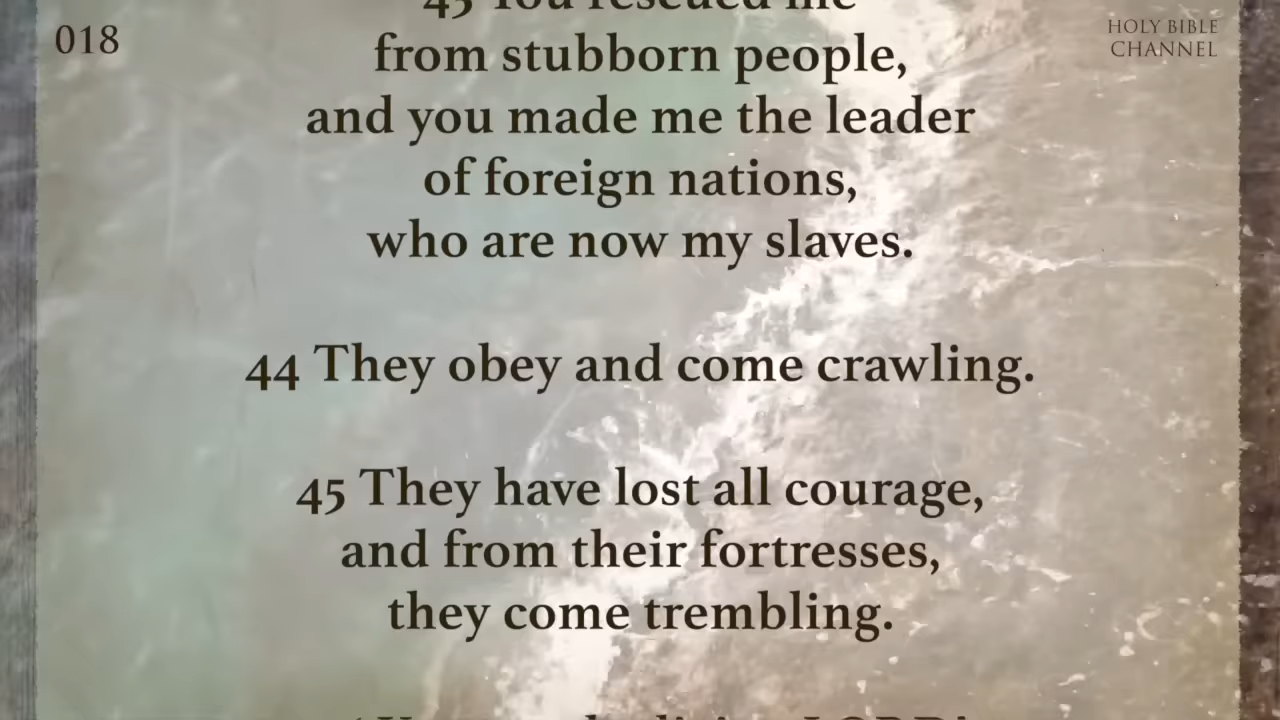 018
HOLY BIBLE
CHANNEL
43 You rescued me
from stubborn people,
and you made me the leader
of foreign nations,
who are now my slaves.
44 They obey and come crawling.
45 They have lost all courage,
and from their fortresses,
they come trembling.
LORD!